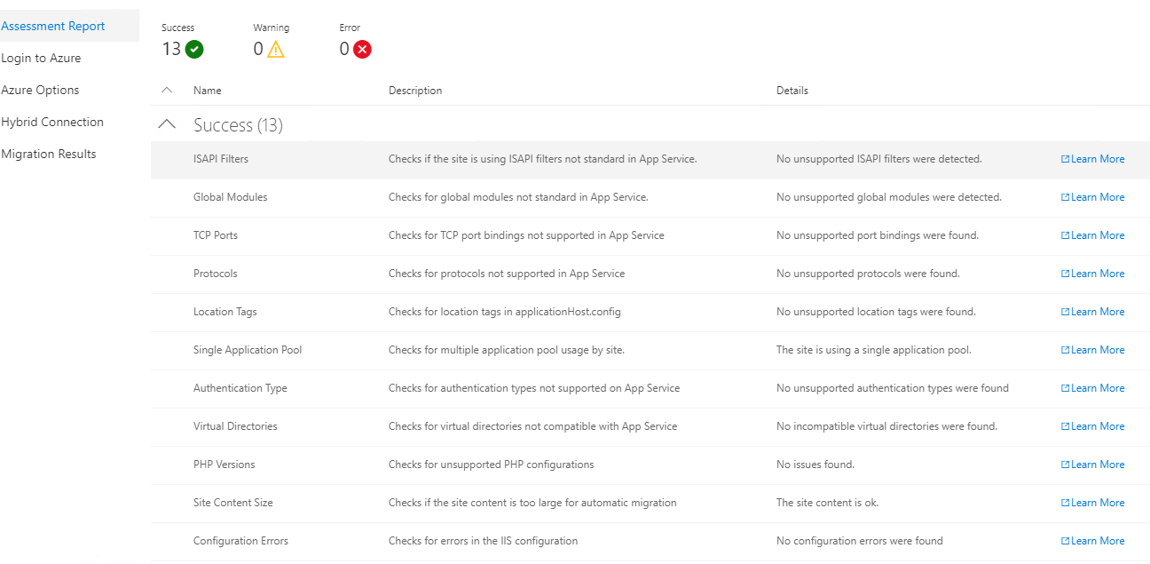 Assessment Report
Login to Azure
Azure Options
Hybrid Connection
Migration Results
Success Warning Error
13 0 0
Name Description Details
Success (13)
ISAPI Filters Checks if the site is using ISAPI filters not standard in App Service. No unsupported ISAPI filters were detected. Learn More
Global Modules Checks for global modules not standard in App Service. No unsupported global modules were detected. Learn More
TCP Ports Checks for TCP port bindings not supported in App Service No unsupported port bindings were found. Learn More
Protocols Checks for protocols not supported in App Service No unsupported protocols were found. Learn More
Location Tags Checks for location tags in applicationHost.config No unsupported location tags were found. Learn More
Single Application Pool Checks for multiple application pool usage by site. The site is using a single application pool. Learn More
Authentication Type Checks for authentication types not supported on App Service No unsupported authentication types were found Learn More
Virtual Directories Checks for virtual directories not compatible with App Service No incompatible virtual directories were found. Learn More
PHP Versions Checks for unsupported PHP configurations No issues found. Learn More
Site Content Size Checks if the site content is too large for automatic migration The site content is ok. Learn More
Configuration Errors Checks for errors in the IIS configuration No configuration errors were found Learn More